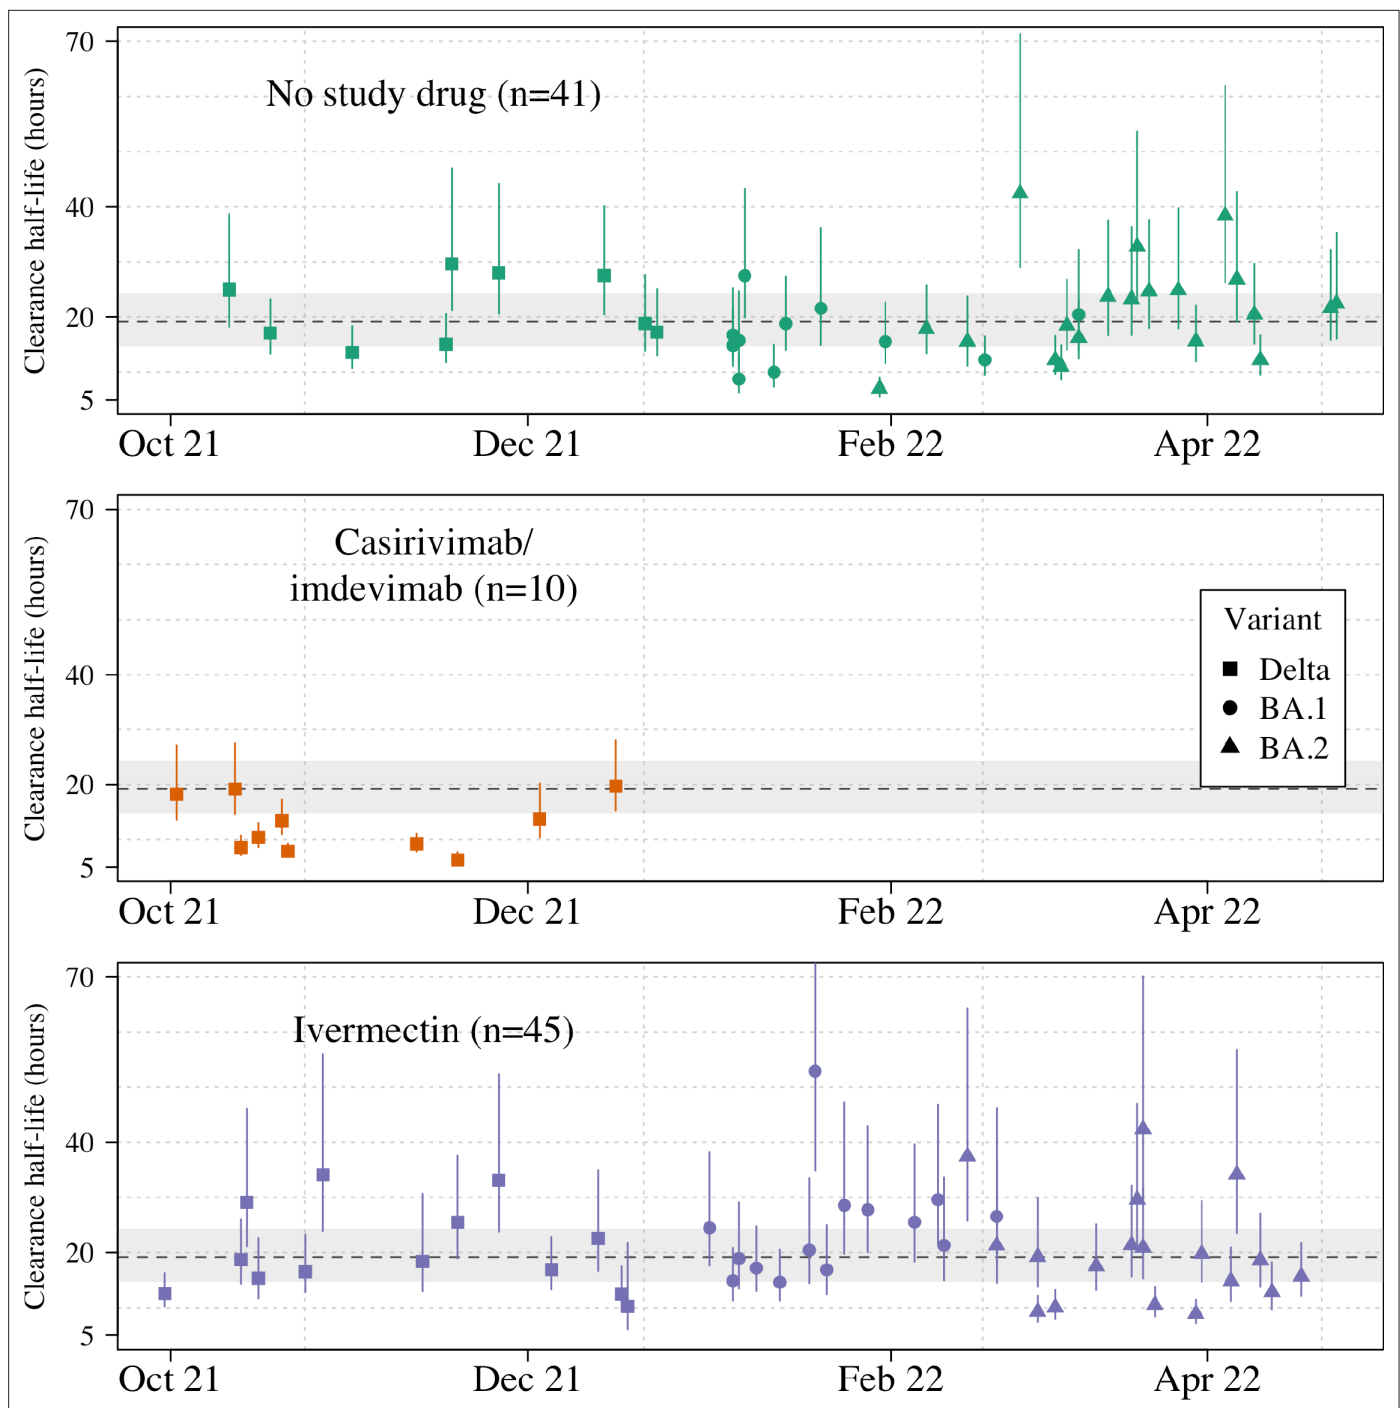 Clearance half-life (hours)
70
40
20
5
No study drug (n=41)
Oct 21 Dec 21 Feb 22 Apr 22
Clearance half-life (hours)
70
40
20
5
Casirivimab/
imdevimab (n=10)
Variant
Delta
BA.1
BA.2
Oct 21 Dec 21 Feb 22 Apr 22
Clearance half-life (hours)
70
40
20
5
Ivermectin (n=45)
Oct 21 Dec 21 Feb 22 Apr 22